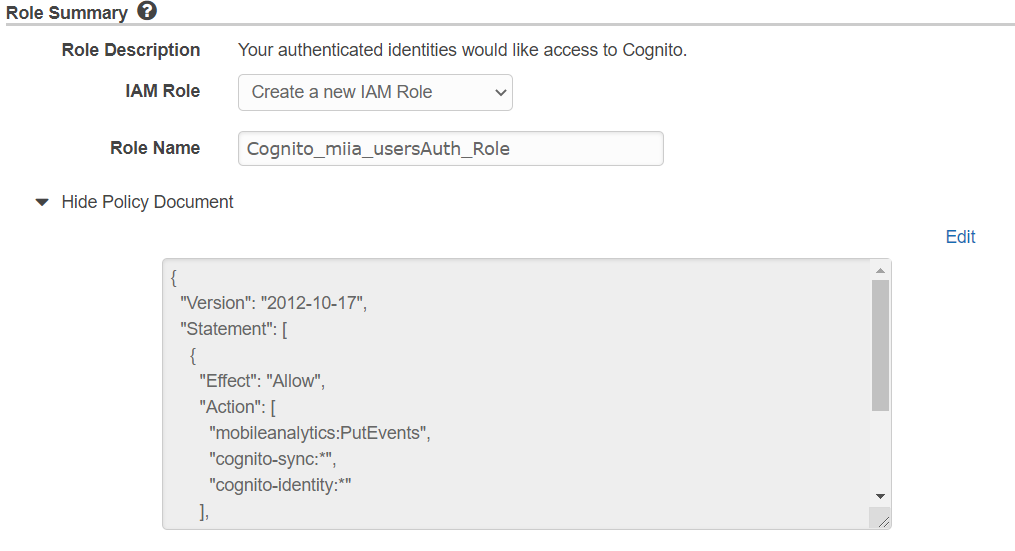 Role Summary ?
Role Description Your authenticated identities would like access to Cognito.
IAM Role Create a new IAM Role
Role Name Cognito_miia_usersAuth_Role
Hide Policy Document
Edit
{
"Version": "2012-10-17",
"Statement": [
{
"Effect": "Allow",
"Action": [
"mobileanalytics:PutEvents",
"cognito-sync:*",
"cognito-identity:*"
],